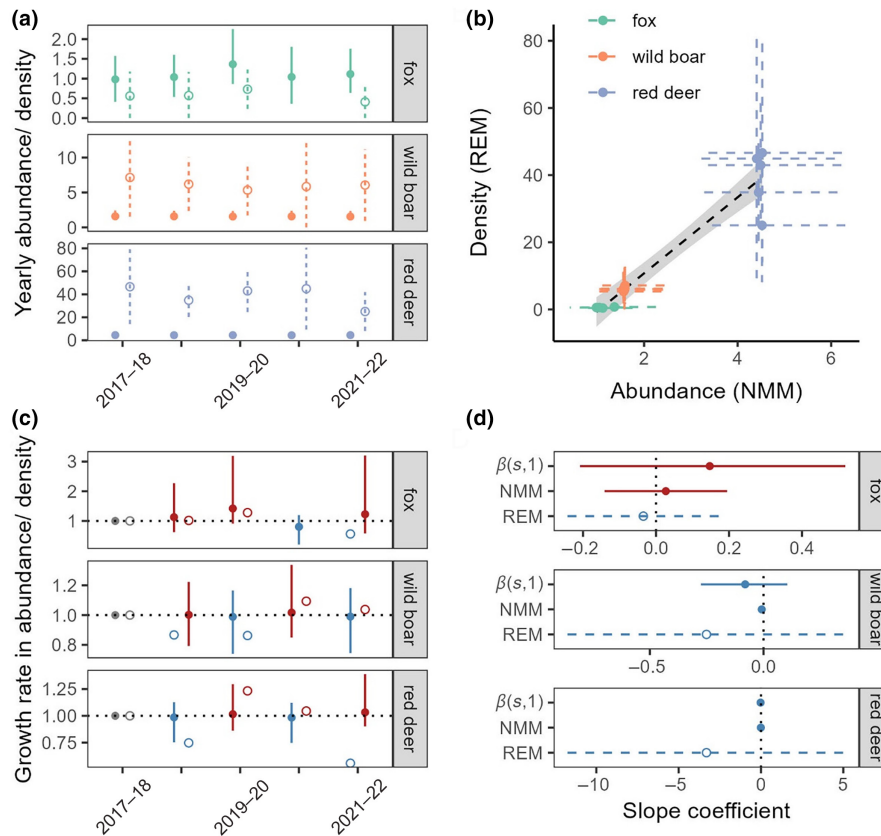 (a)
Yearly abundance/ density
2.0
1.5
1.0
0.5
0.0
fox
10
5
0
wild boar
80
60
40
20
0
red deer
2017–18
2019–20
2021–22
(b)
fox
wild boar
red deer
Density (REM)
80
60
40
20
0
2
4
6
Abundance (NMM)
(c)
Growth rate in abundance/ density
3
2
1
fox
1.2
1.0
0.8
wild boar
1.25
1.00
0.75
red deer
2017–18
2019–20
2021–22
(d)
β(s,1)
NMM
REM
fox
−0.2
0.0
0.2
0.4
β(s,1)
NMM
REM
wild boar
−0.5
0.0
β(s,1)
NMM
REM
red deer
−10
−5
0
5
Slope coefficient